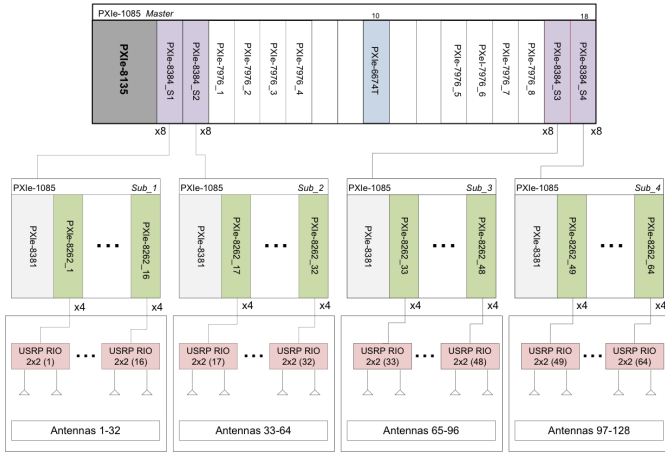 PXIe-1085 Master
10
18
PXIe-8135
PXIe-8384_S1
PXIe-8384_S2
PXIe-7976_1
PXIe-7976_2
PXIe-7976_3
PXIe-7976_4
PXIe-6674T
PXIe-7976_5
PXIeI-7976_6
PXIe-7976_7
PXIe-7976_8
PXIe-8384_S3
PXIe-8384_S4
x8
x8
x8
x8
PXIe-1085 Sub_1
PXIe-8381
PXIe-8262_1
PXIe-8262_16
x4
x4
PXIe-1085 Sub_2
PXIe-8381
PXIe-8262_17
PXIe-8262_32
x4
x4
PXIe-1085 Sub_3
PXIe-8381
PXIe-8262_33
PXIe-8262_48
x4
x4
PXIe-1085 Sub_4
PXIe-8381
PXIe-8262_49
PXIe-8262_64
x4
x4
USRP RIO
2x2 (1)
USRP RIO
2x2 (16)
Antennas 1-32
USRP RIO
2x2 (17)
USRP RIO
2x2 (32)
Antennas 33-64
USRP RIO
2x2 (33)
USRP RIO
2x2 (48)
Antennas 65-96
USRP RIO
2x2 (49)
USRP RIO
2x2 (64)
Antennas 97-128